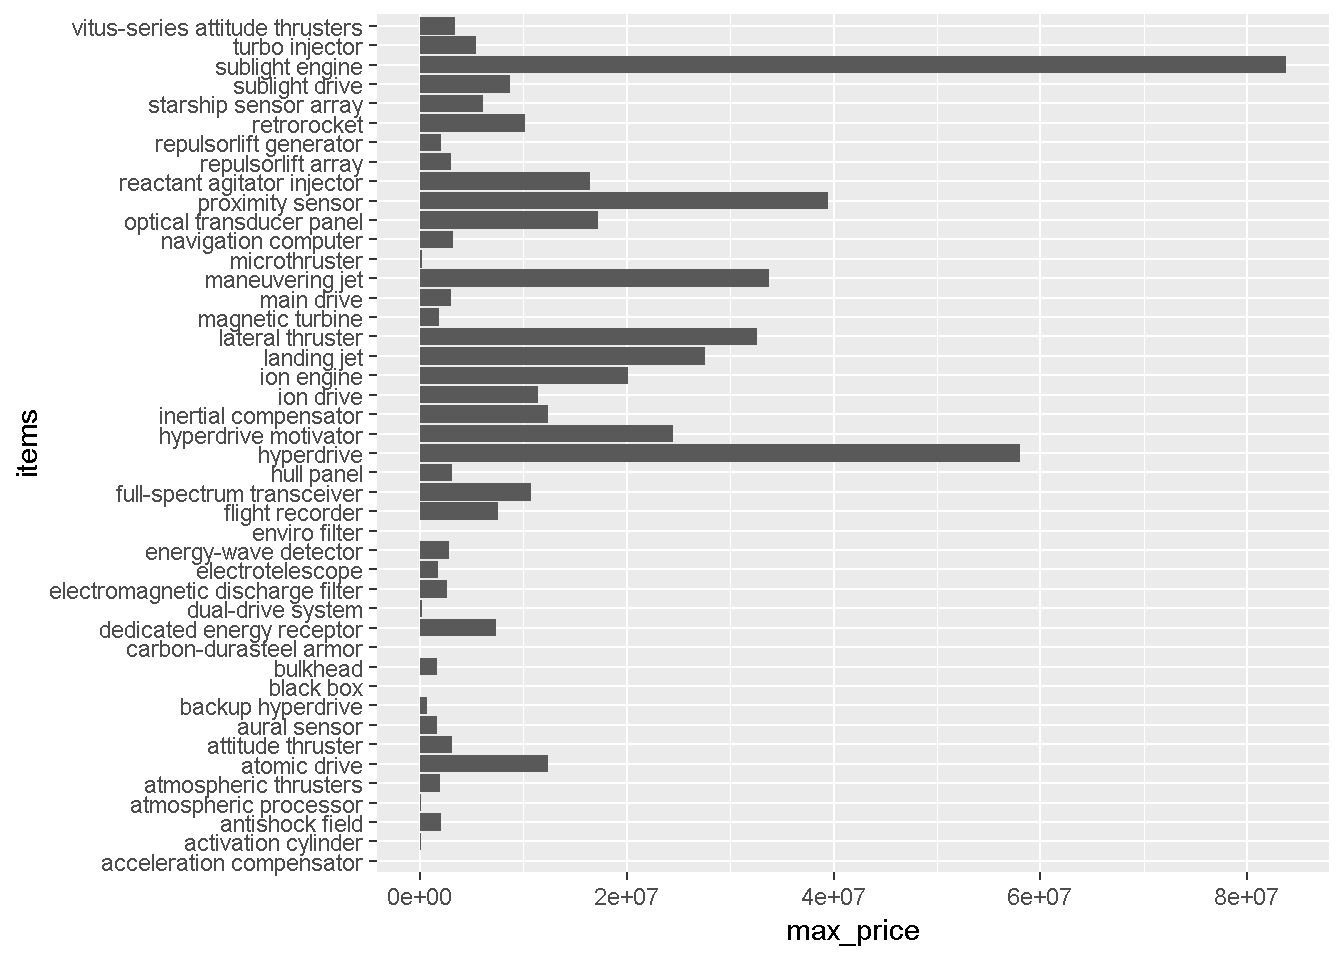 vitus-series attitude thrusters
turbo injector
sublight engine
sublight drive
starship sensor array
retrorocket
repulsorlift generator
repulsorlift array
reactant agitator injector
proximity sensor
optical transducer panel
navigation computer
microthruster
maneuvering jet
main drive
magnetic turbine
lateral thruster
landing jet
ion engine
ion drive
inertial compensator
hyperdrive motivator
hyperdrive
hull panel
full-spectrum transceiver
flight recorder
enviro filter
energy-wave detector
electrotelescope
electromagnetic discharge filter
dual-drive system
dedicated energy receptor
carbon-durasteel armor
bulkhead
black box
backup hyperdrive
aural sensor
attitude thruster
atomic drive
atmospheric thrusters
atmospheric processor
antishock field
activation cylinder
acceleration compensator
items
0e+00 2e+07 4e+07 6e+07 8e+07
max_price